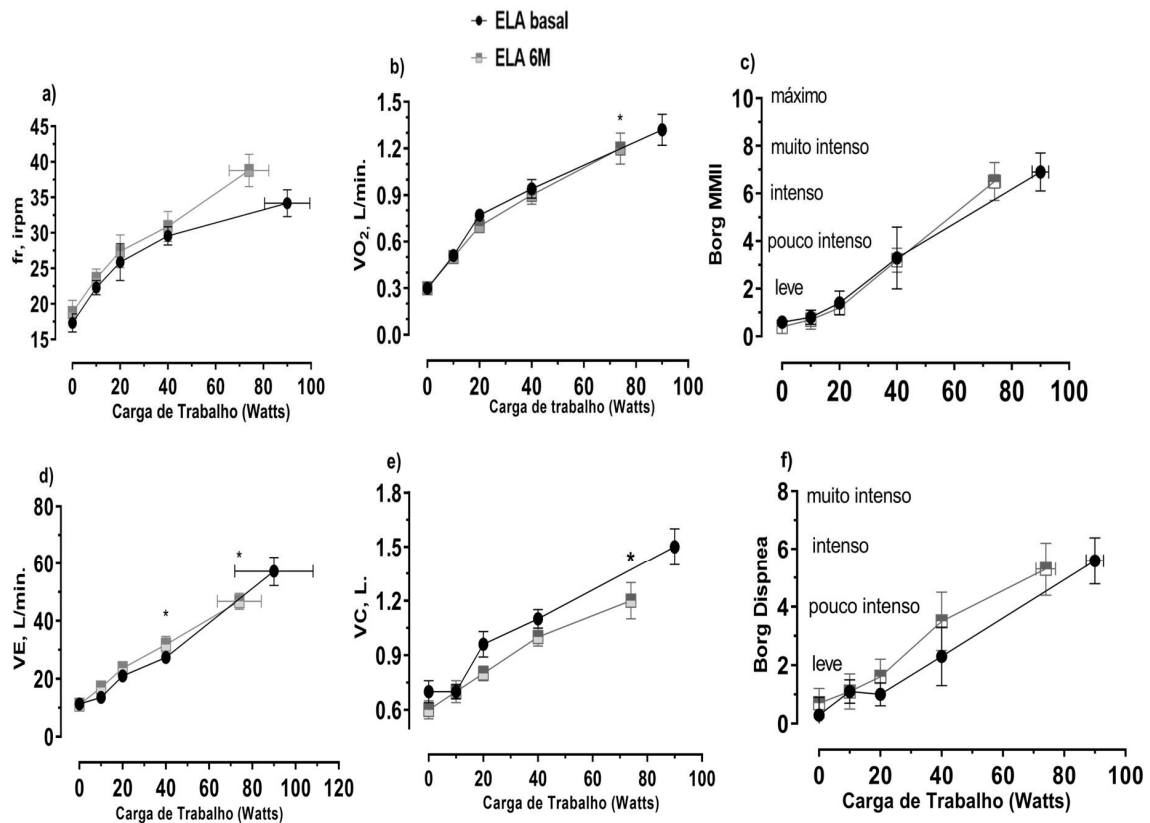 ELA basal
ELA 6M
a)
45
40
35
30
25
20
15
fr, irpm
0 20 40 60 80 100
Carga de Trabalho (Watts)
b)
1.5
1.2
0.9
0.6
0.3
0.0
VO2, L/min.
*
0 20 40 60 80 100
Carga de trabalho (Watts)
c)
10
8
6
4
2
0
Borg MMII
máximo
muito intenso
intenso
pouco intenso
leve
0 20 40 60 80 100
Carga de Trabalho (Watts)
d)
80
60
40
20
0
VE, L/min.
*
*
0 20 40 60 80 100 120
Carga de Trabalho (Watts)
e)
1.8
1.5
1.2
0.9
0.6
VC, L.
*
0 20 40 60 80 100
Carga de Trabalho (Watts)
f)
8
6
4
2
0
Borg Dispnea
muito intenso
intenso
pouco intenso
leve
0 20 40 60 80 100
Carga de Trabalho (Watts)